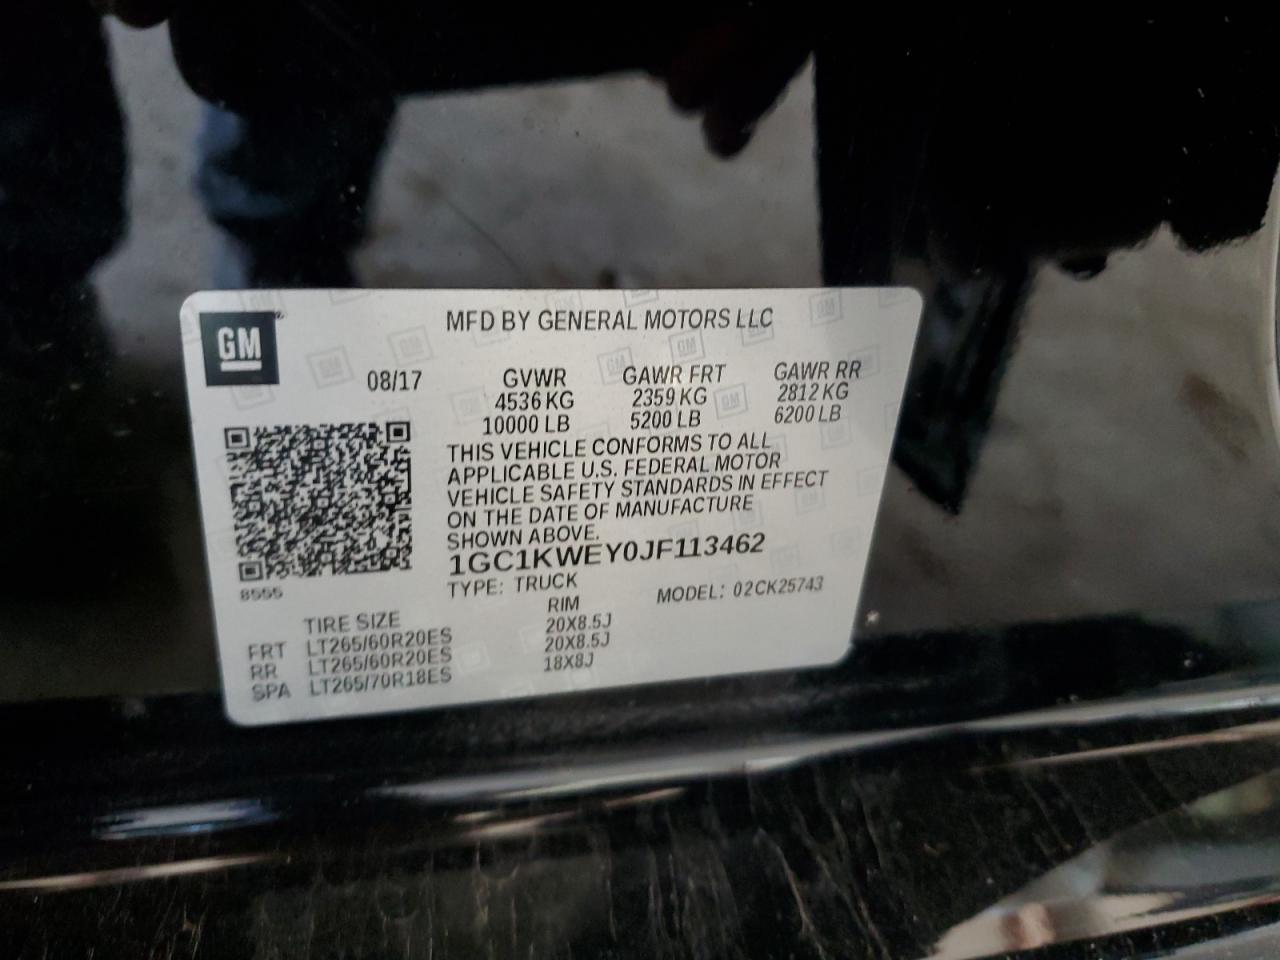 GM
MFD BY GENERAL MOTORS LLC
08/17 GVWR GAWR FRT GAWR RR
4536 KG 2359 KG 2812 KG
10000 LB 5200 LB 6200 LB
THIS VEHICLE CONFORMS TO ALL
APPLICABLE U.S. FEDERAL MOTOR
VEHICLE SAFETY STANDARDS IN EFFECT
ON THE DATE OF MANUFACTURE
SHOWN ABOVE.
1GC1KWEY0JF113462
8555
TYPE: TRUCK MODEL: 02CK25743
TIRE SIZE RIM
FRT LT265/60R20ES 20X8.5J
RR LT265/60R20ES 20X8.5J
SPA LT265/70R18ES 18X8J